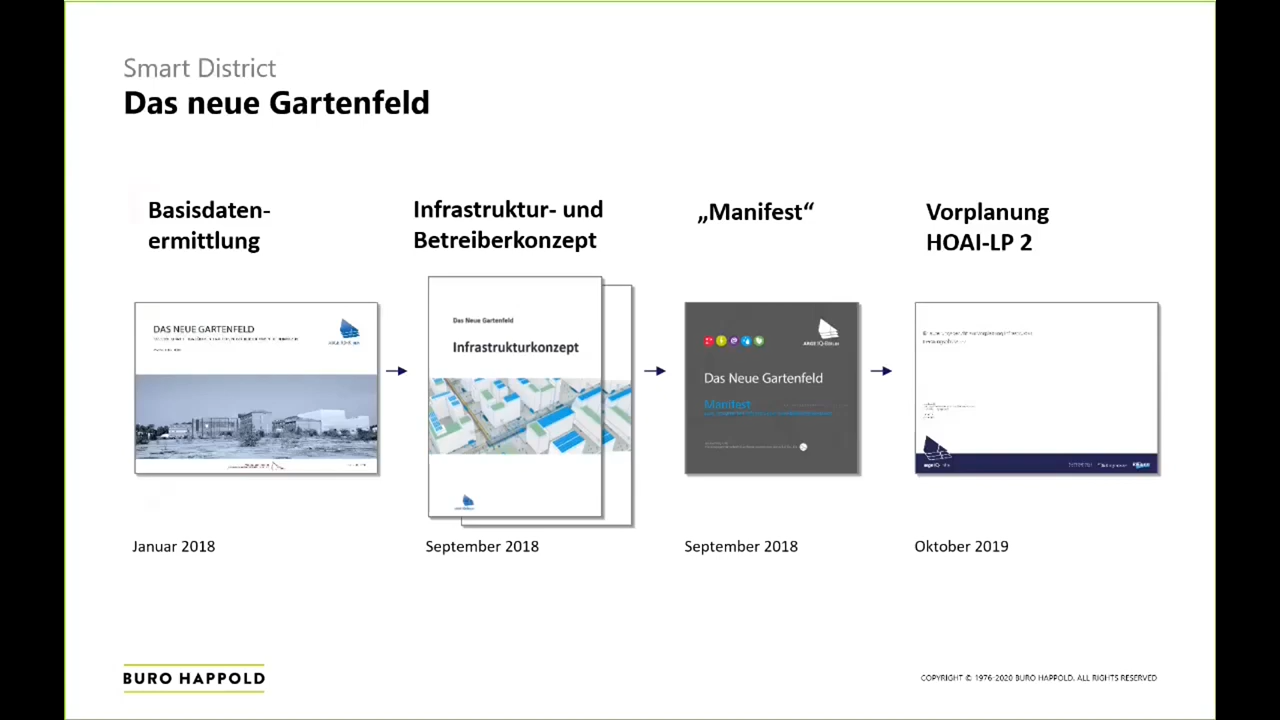 Smart District
Das neue Gartenfeld
Basisdaten-
ermittlung
Infrastruktur- und
Betreiberkonzept
„Manifest“
Vorplanung
HOAI-LP 2
DAS NEUE GARTENFELD
Das Neue Gartenfeld
Infrastrukturkonzept
Das Neue Gartenfeld
Manifest
Januar 2018
September 2018
September 2018
Oktober 2019
BURO HAPPOLD
COPYRIGHT © 1976-2020 BURO HAPPOLD. ALL RIGHTS RESERVED